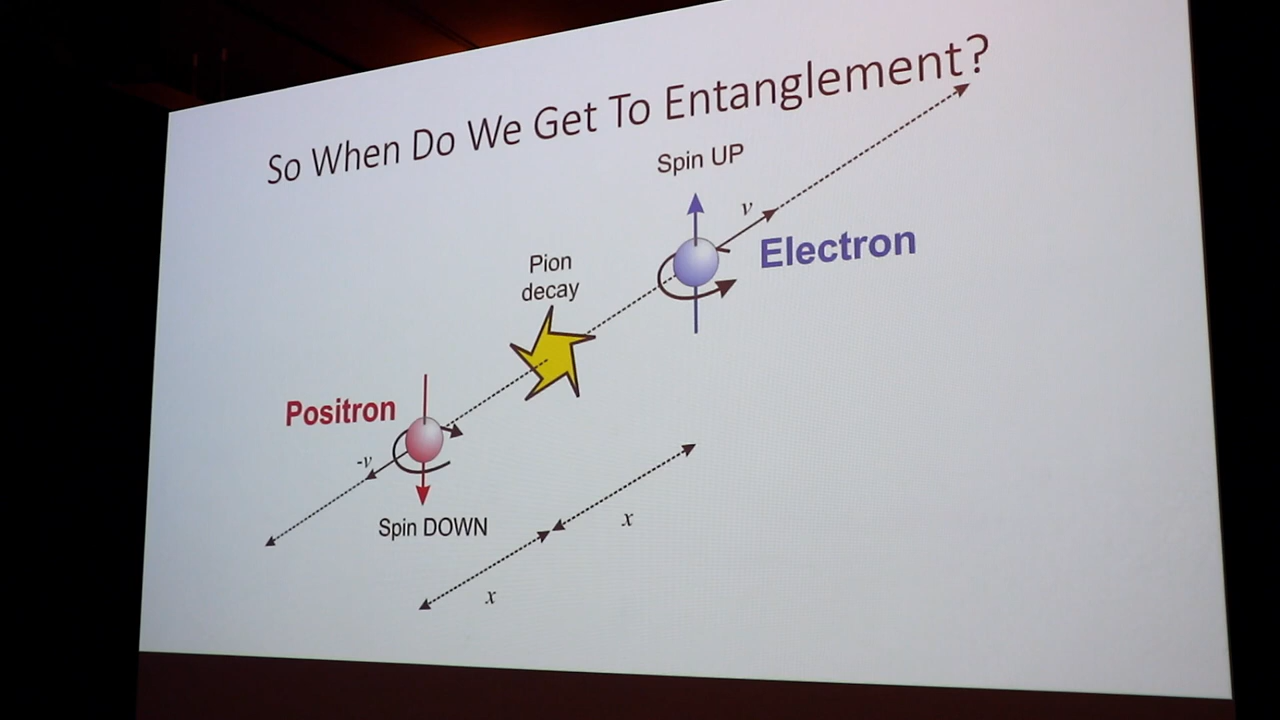 So When Do We Get To Entanglement?
Spin UP
v
Electron
Pion
decay
Positron
-v
Spin DOWN
x
x